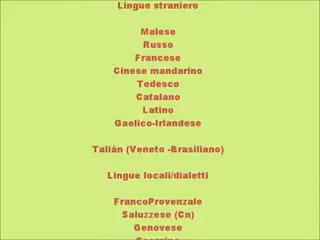 Lingue straniere
Malese
Russo
Francese
Cinese mandarino
Tedesco
Catalano
Latino
Gaelico-Irlandese
Talián (Veneto -Brasiliano)
Lingue locali/dialetti
FrancoProvenzale
Saluzzese (Cn)
Genovese